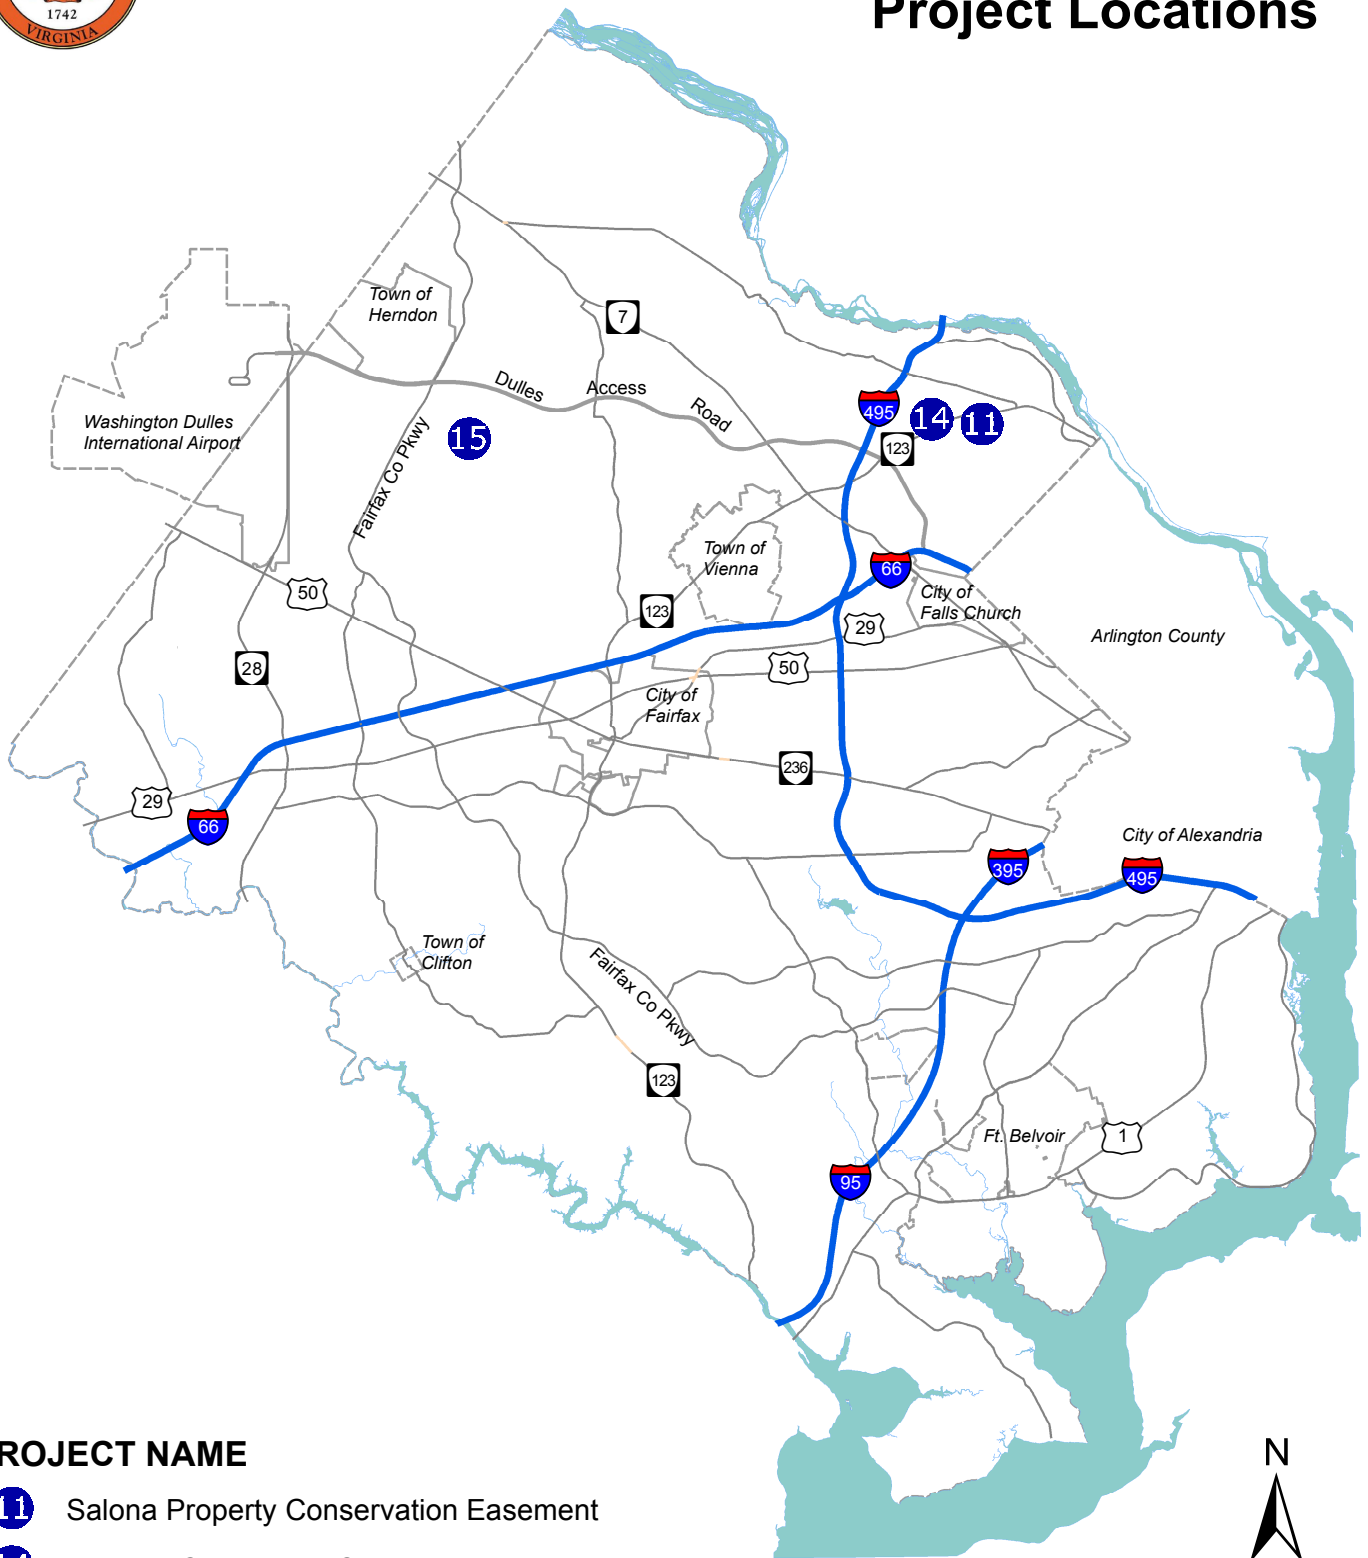 1742
VIRGINIA
Project Locations
Town of
Herndon
7
Dulles Access Road
Washington Dulles
International Airport
15
Fairfax Co Pkwy
495
14
11
123
Town of
Vienna
66
50
123
City of
Falls Church
29
Arlington County
28
50
City of
Fairfax
236
29
66
City of Alexandria
395
495
Town of
Clifton
Fairfax Co Pkwy
123
Ft. Belvoir
1
95
N
ROJECT NAME
11 Salona Property Conservation Easement